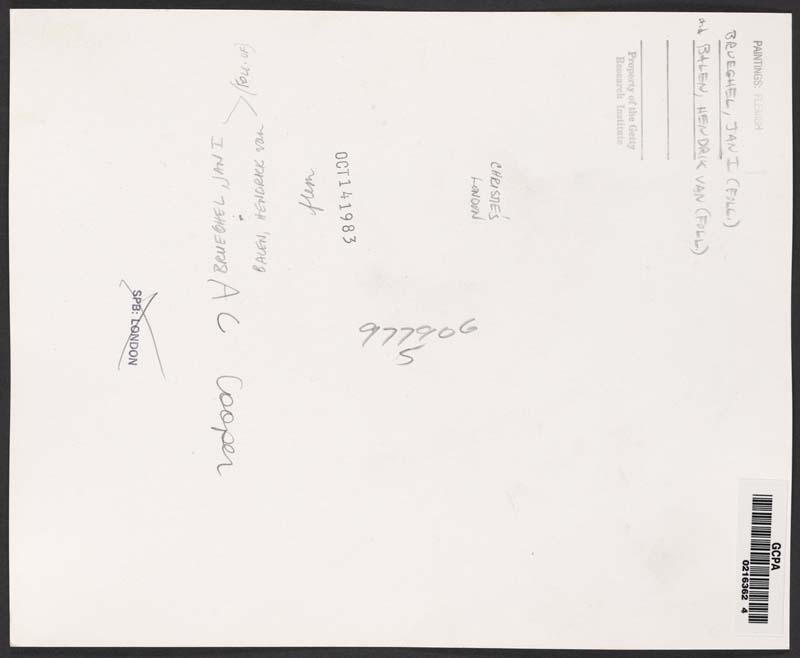 PAINTINGS: FLEMISH
BRUEGHEL, JAN I (FOLL.)
and BALEN, HENDRIK VAN (FOLL)
Property of the Getty
Research Institute
CHRISTIE'S
LONDON
OCT 14 1983
flem
977906
5
BRUEGHEL JAN I
BALEN, HENDRICK van
(FOLL. OF)
A C Cooper
SPB: LONDON
GCPA
0216362 4